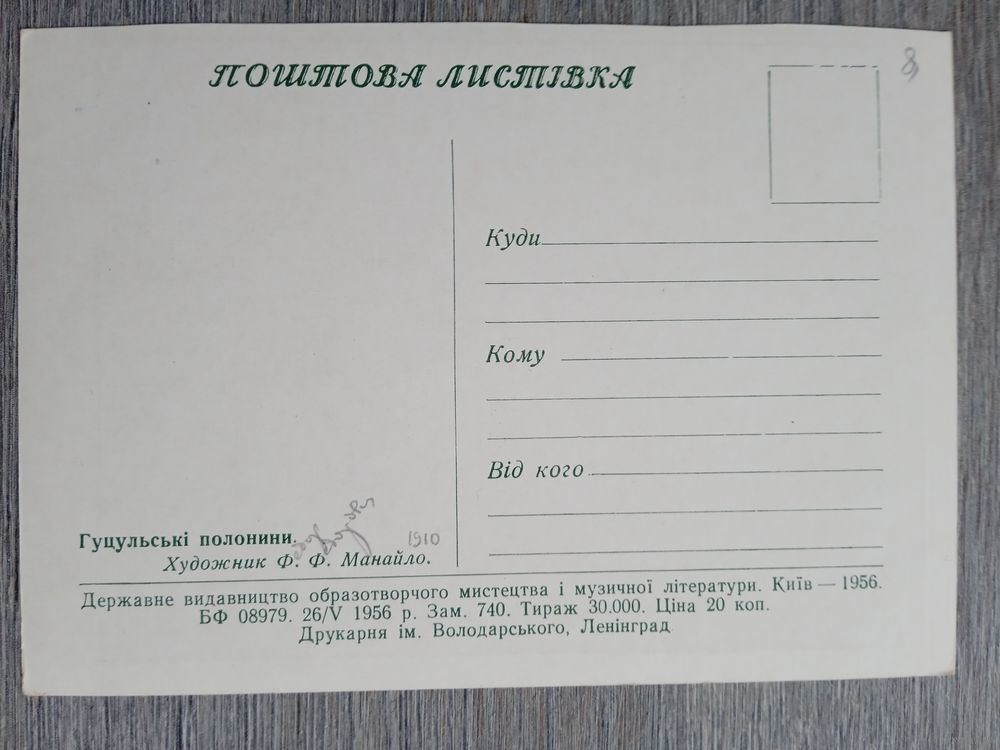 ПОШТОВА ЛИСТІВКА
8
Куди
Кому
Від кого
Гуцульські полонини.
1910
Художник Ф. Ф. Манайло.
Державне видавництво образотворчого мистецтва і музичної літератури. Київ — 1956.
БФ 08979. 26/V 1956 р. Зам. 740. Тираж 30.000. Ціна 20 коп.
Друкарня ім. Володарського, Ленінград